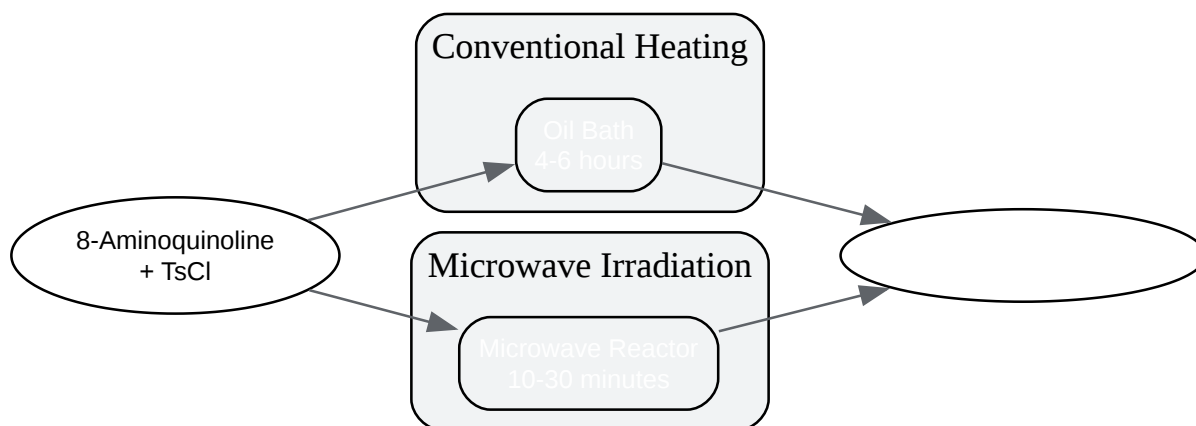 Conventional Heating
Oil Bath
4-6 hours
8-Aminoquinoline
+ TsCl
Microwave Irradiation
Microwave Reactor
10-30 minutes